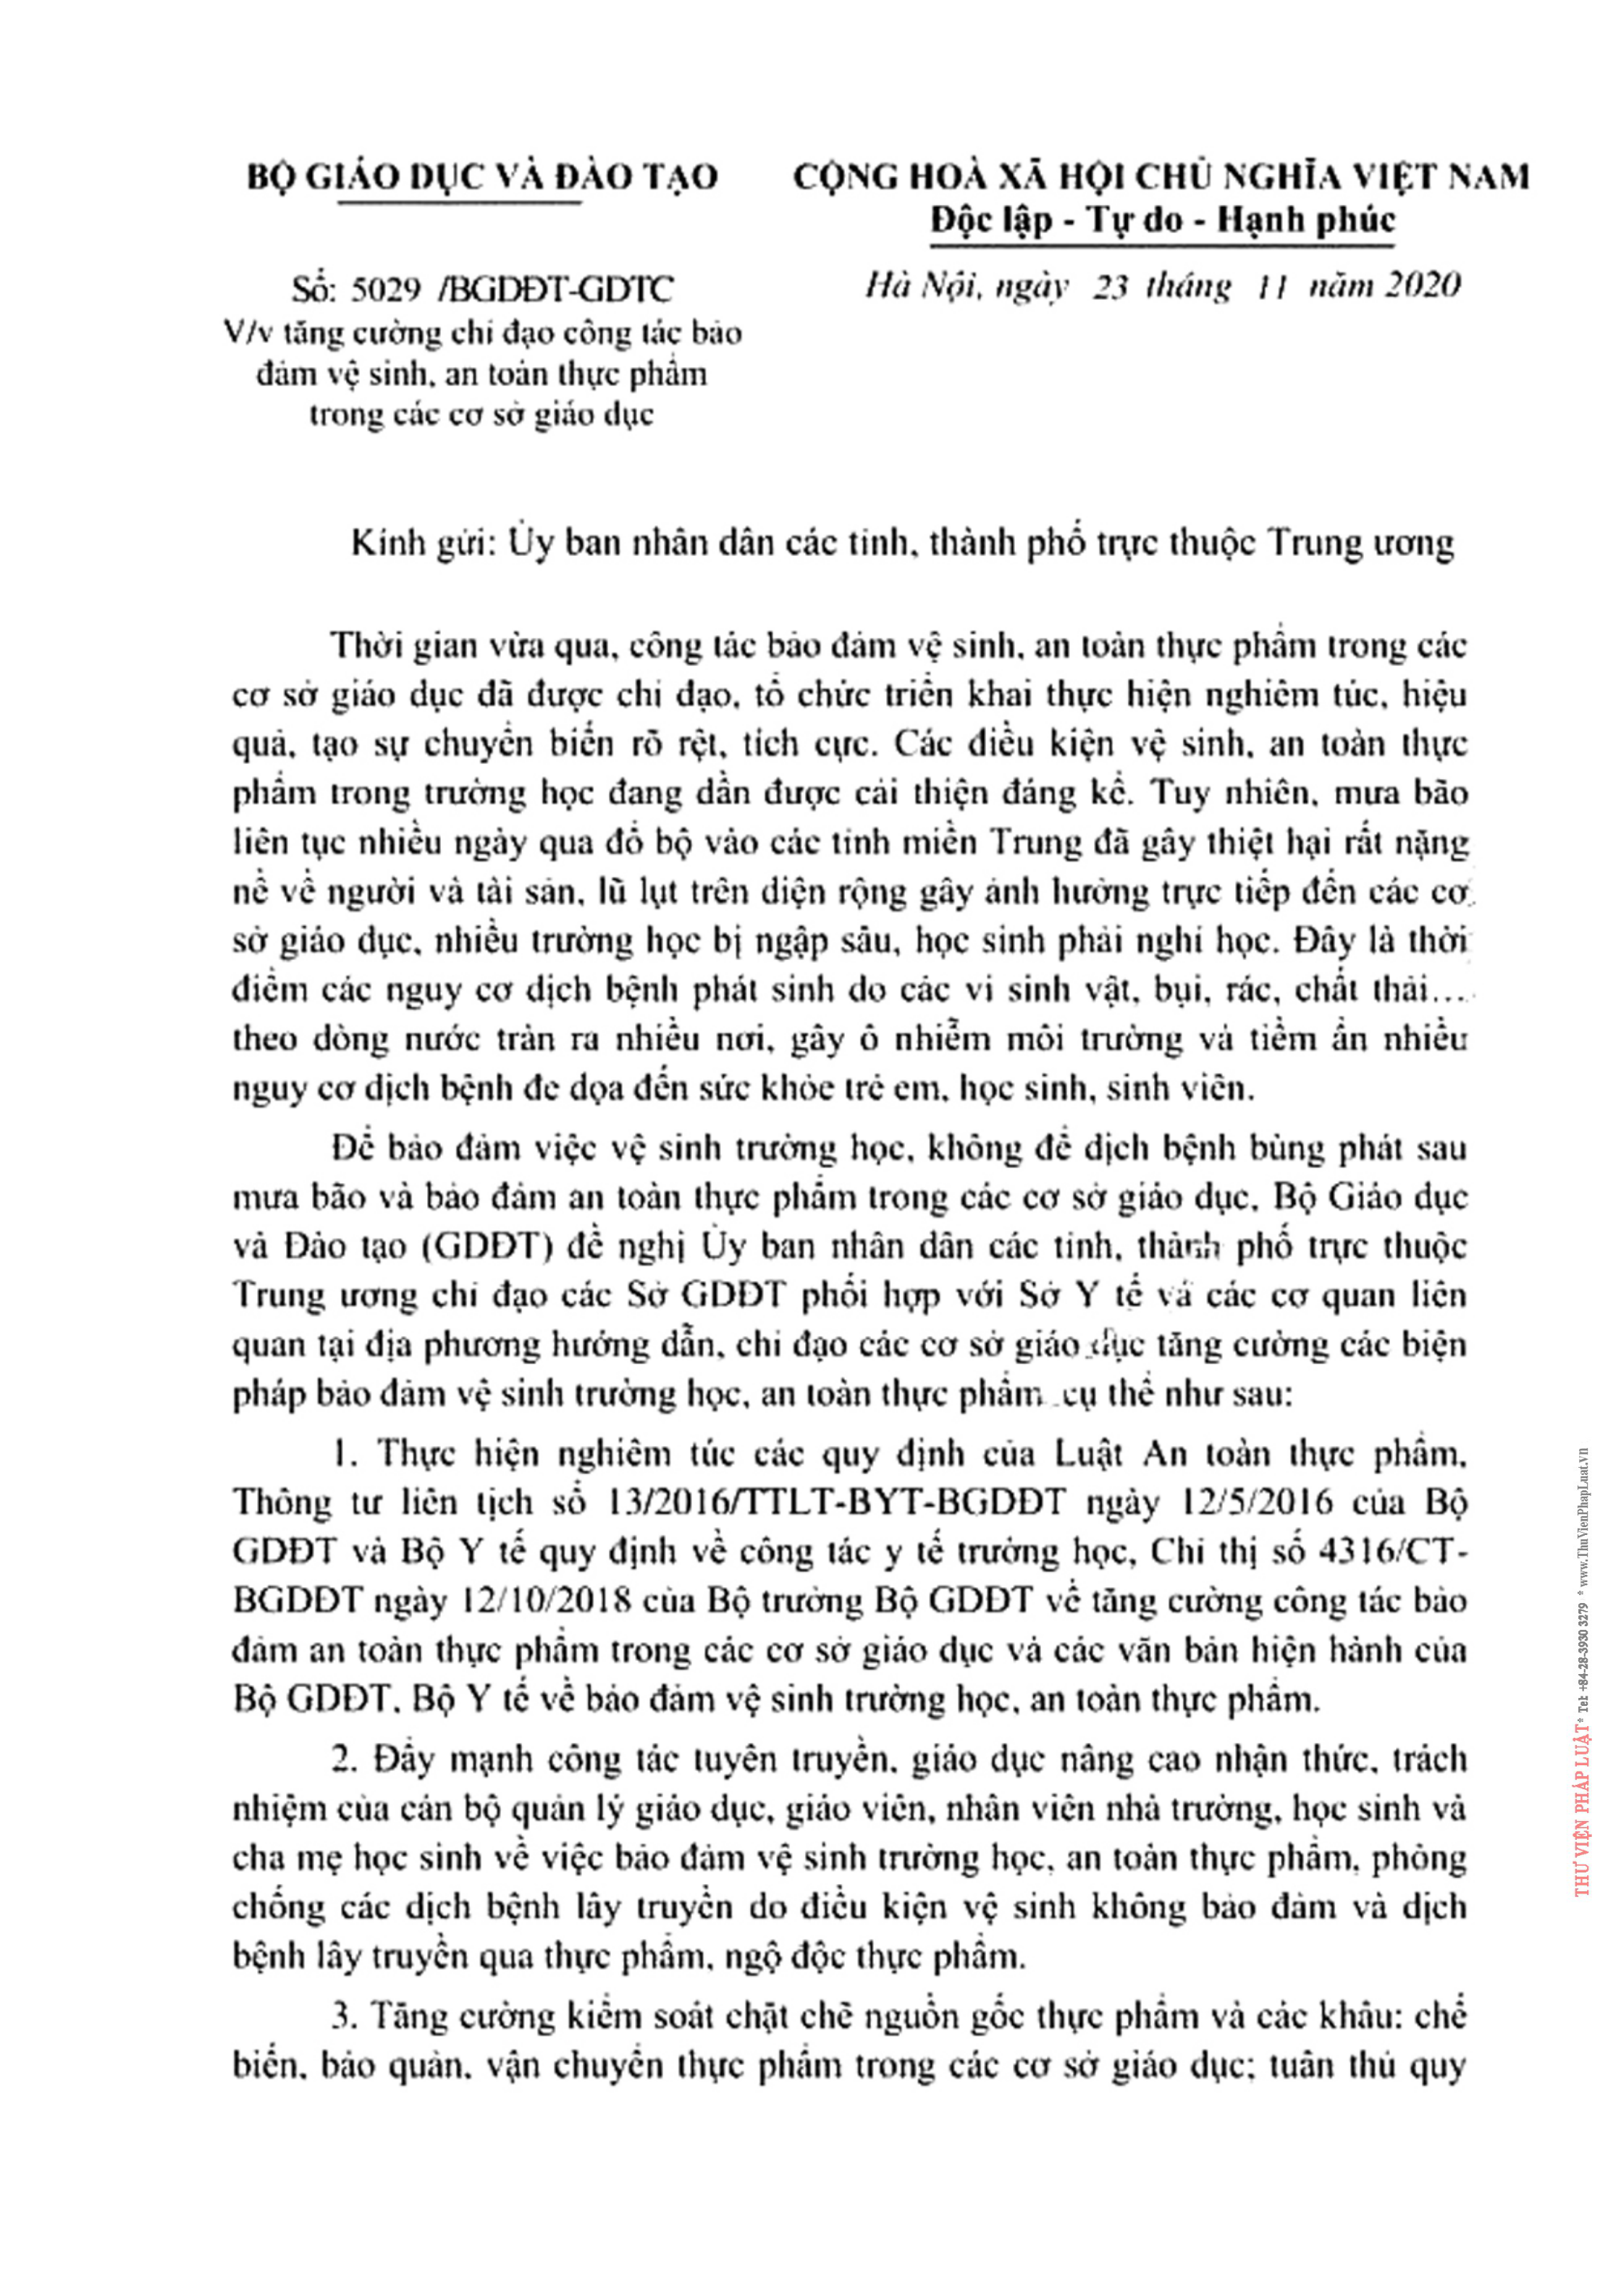 BỘ GIÁO DỤC VÀ ĐÀO TẠO
CỘNG HOÀ XÃ HỘI CHỦ NGHĨA VIỆT NAM
Độc lập - Tự do - Hạnh phúc
Số: 5029 /BGDĐT-GDTC
Hà Nội, ngày 23 tháng 11 năm 2020
V/v tăng cường chỉ đạo công tác bảo
đảm vệ sinh, an toàn thực phẩm
trong các cơ sở giáo dục
Kính gửi: Ủy ban nhân dân các tỉnh, thành phố trực thuộc Trung ương
Thời gian vừa qua, công tác bảo đảm vệ sinh, an toàn thực phẩm trong các
cơ sở giáo dục đã được chỉ đạo, tổ chức triển khai thực hiện nghiêm túc, hiệu
quả, tạo sự chuyển biến rõ rệt, tích cực. Các điều kiện vệ sinh, an toàn thực
phẩm trong trường học đang dần được cải thiện đáng kể. Tuy nhiên, mưa bão
liên tục nhiều ngày qua đổ bộ vào các tỉnh miền Trung đã gây thiệt hại rất nặng
nề về người và tài sản, lũ lụt trên diện rộng gây ảnh hưởng trực tiếp đến các cơ
sở giáo dục, nhiều trường học bị ngập sâu, học sinh phải nghỉ học. Đây là thời
điểm các nguy cơ dịch bệnh phát sinh do các vi sinh vật, bụi, rác, chất thải...
theo dòng nước tràn ra nhiều nơi, gây ô nhiễm môi trường và tiềm ẩn nhiều
nguy cơ dịch bệnh đe dọa đến sức khỏe trẻ em, học sinh, sinh viên.
Để bảo đảm việc vệ sinh trường học, không để dịch bệnh bùng phát sau
mưa bão và bảo đảm an toàn thực phẩm trong các cơ sở giáo dục, Bộ Giáo dục
và Đào tạo (GDĐT) đề nghị Ủy ban nhân dân các tỉnh, thành phố trực thuộc
Trung ương chỉ đạo các Sở GDĐT phối hợp với Sở Y tế và các cơ quan liên
quan tại địa phương hướng dẫn, chỉ đạo các cơ sở giáo dục tăng cường các biện
pháp bảo đảm vệ sinh trường học, an toàn thực phẩm cụ thể như sau:
1. Thực hiện nghiêm túc các quy định của Luật An toàn thực phẩm,
Thông tư liên tịch số 13/2016/TTLT-BYT-BGDĐT ngày 12/5/2016 của Bộ
GDĐT và Bộ Y tế quy định về công tác y tế trường học, Chỉ thị số 4316/CT-
BGDĐT ngày 12/10/2018 của Bộ trưởng Bộ GDĐT về tăng cường công tác bảo
đảm an toàn thực phẩm trong các cơ sở giáo dục và các văn bản hiện hành của
Bộ GDĐT, Bộ Y tế về bảo đảm vệ sinh trường học, an toàn thực phẩm.
2. Đẩy mạnh công tác tuyên truyền, giáo dục nâng cao nhận thức, trách
nhiệm của cán bộ quản lý giáo dục, giáo viên, nhân viên nhà trường, học sinh và
cha mẹ học sinh về việc bảo đảm vệ sinh trường học, an toàn thực phẩm, phòng
chống các dịch bệnh lây truyền do điều kiện vệ sinh không bảo đảm và dịch
bệnh lây truyền qua thực phẩm, ngộ độc thực phẩm.
3. Tăng cường kiểm soát chặt chẽ nguồn gốc thực phẩm và các khâu: chế
biến, bảo quản, vận chuyển thực phẩm trong các cơ sở giáo dục; tuân thủ quy
THƯ VIỆN PHÁP LUẬT * Tel: +84-28-3930 3279 * www.ThuVienPhapLuat.vn